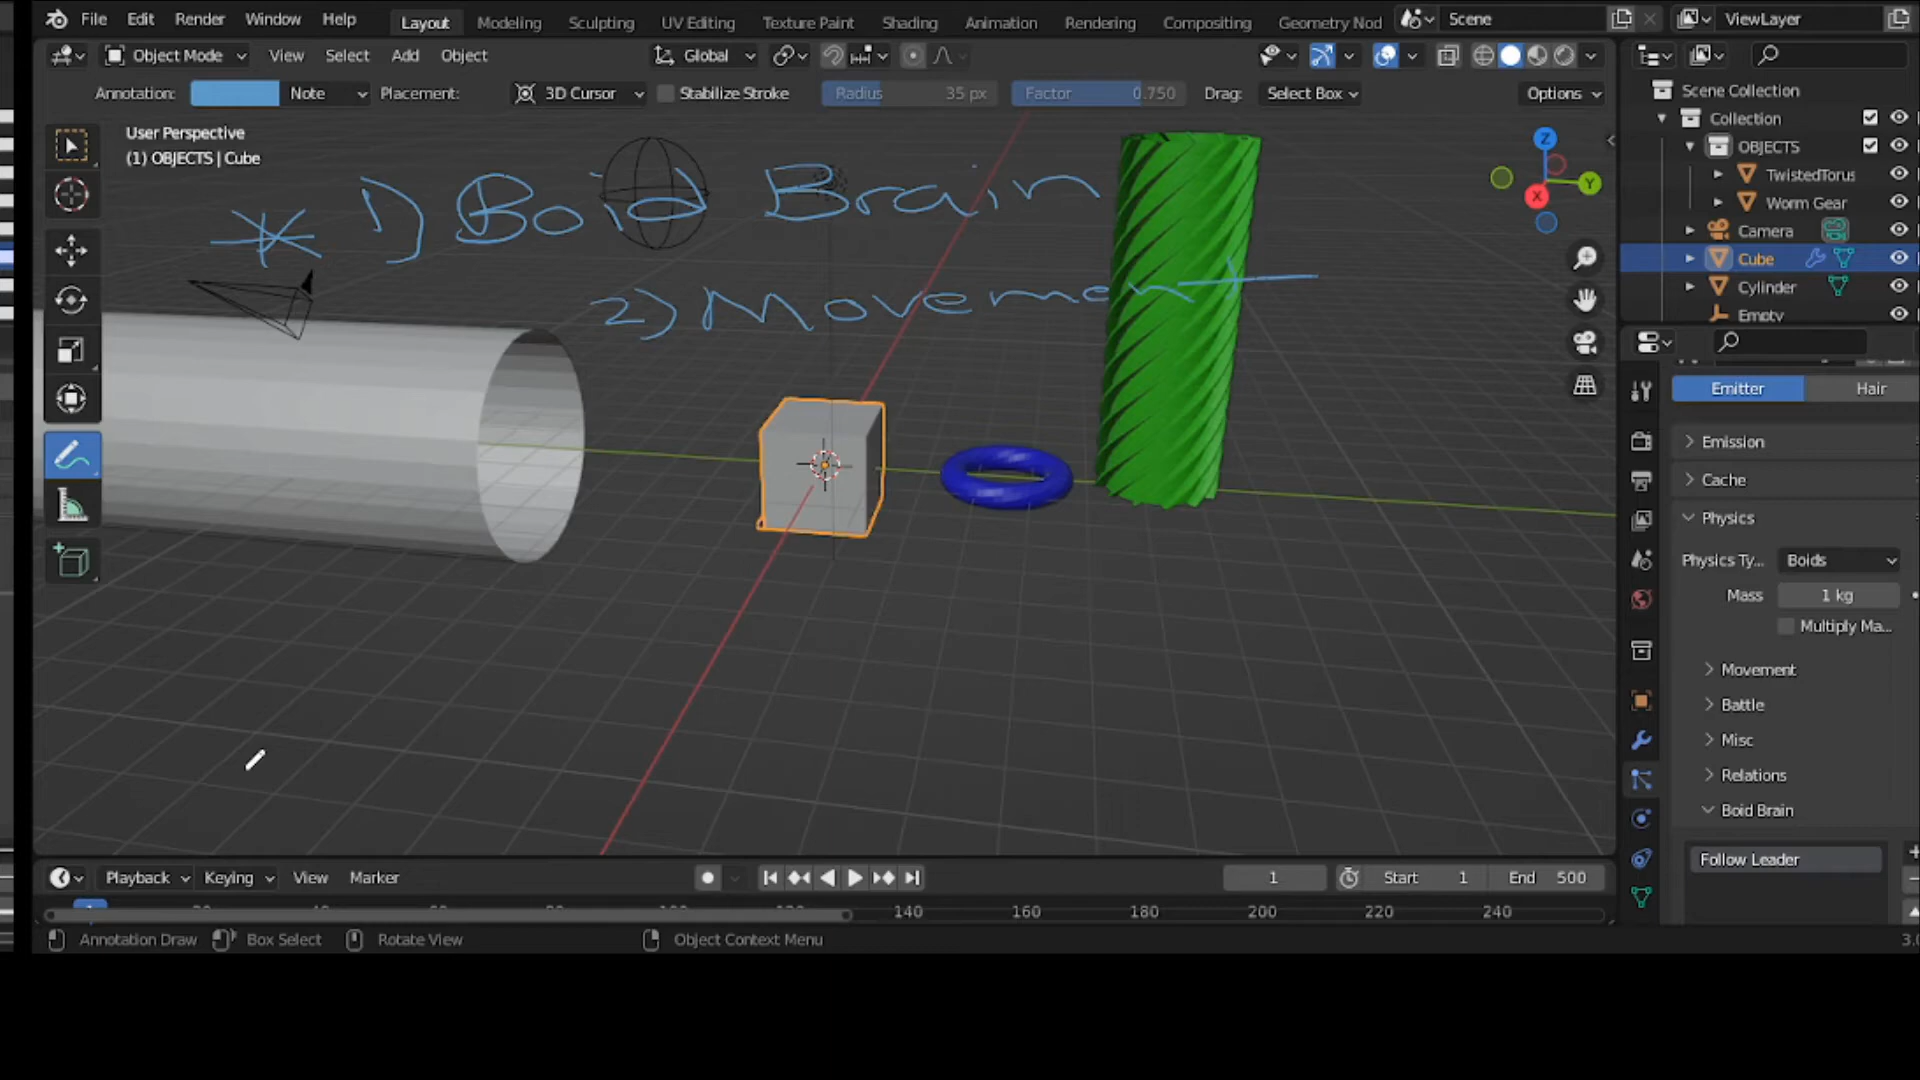 File Edit Render Window Help Layout Modeling Sculpting UV Editing Texture Paint Shading Animation Rendering Compositing Geometry Nod Scene ViewLayer
Object Mode View Select Add Object Global
Annotation: Note Placement: 3D Cursor Stabilize Stroke Radius 35 px Factor 0.750 Drag: Select Box Options
User Perspective
(1) OBJECTS | Cube
* 1) Boid Brain
2) Movement
Z
Y
X
Scene Collection
Collection
OBJECTS
TwistedTorus
Worm Gear
Camera
Cube
Cylinder
Empty
Emitter Hair
Emission
Cache
Physics
Physics Ty... Boids
Mass 1 kg
Multiply Ma...
Movement
Battle
Misc
Relations
Boid Brain
Follow Leader
Playback Keying View Marker 1 Start 1 End 500
1 140 160 180 200 220 240
Annotation Draw Box Select Rotate View Object Context Menu 3.0